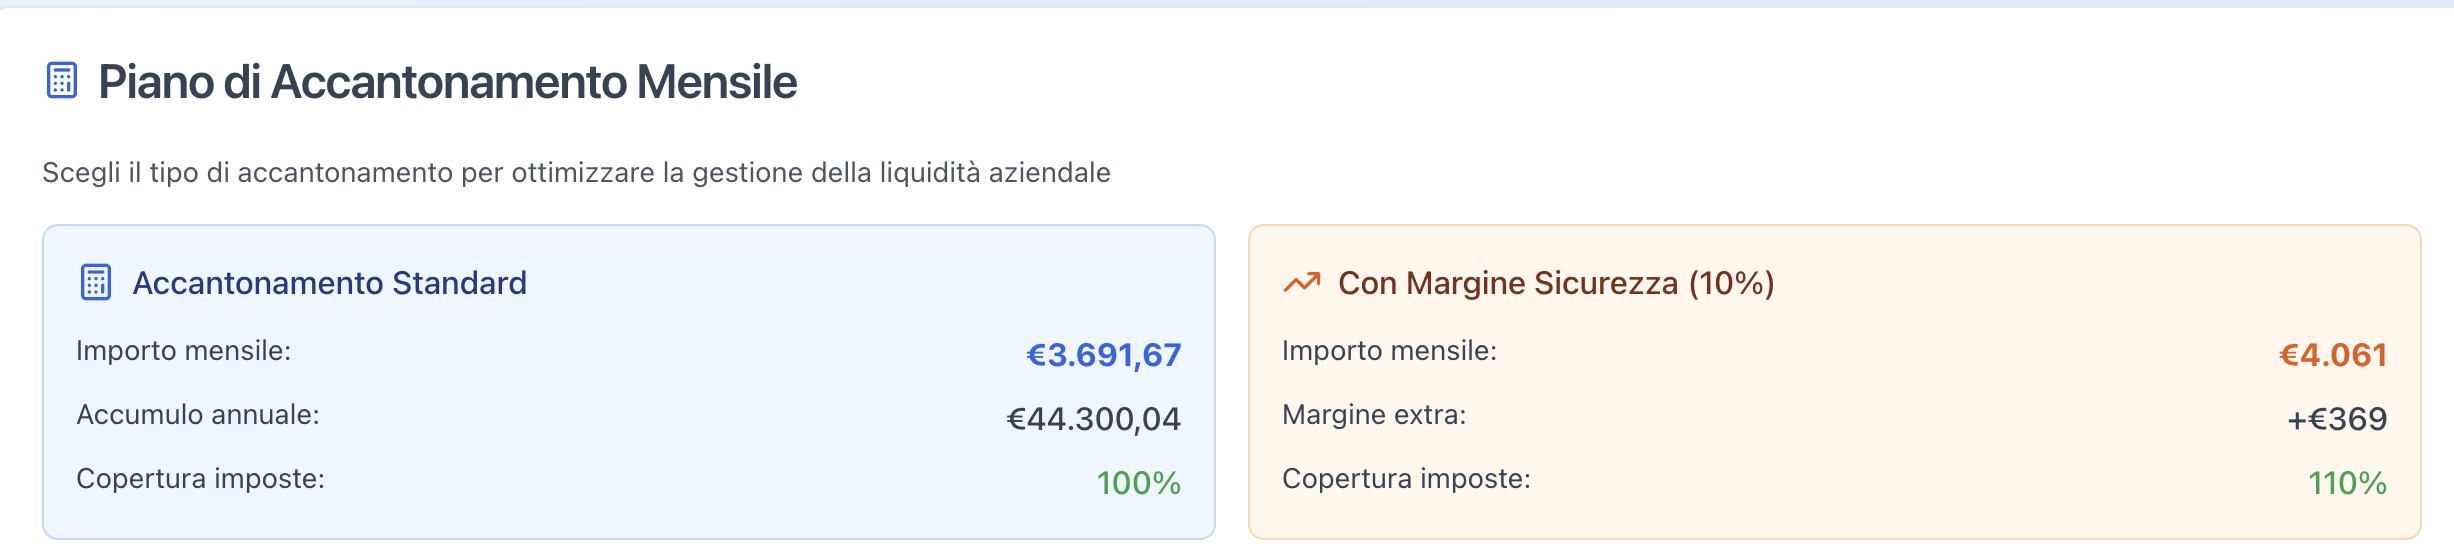 Piano di Accantonamento Mensile
Scegli il tipo di accantonamento per ottimizzare la gestione della liquidità aziendale
Accantonamento Standard
Importo mensile: €3.691,67
Accumulo annuale: €44.300,04
Copertura imposte: 100%
Con Margine Sicurezza (10%)
Importo mensile: €4.061
Margine extra: +€369
Copertura imposte: 110%